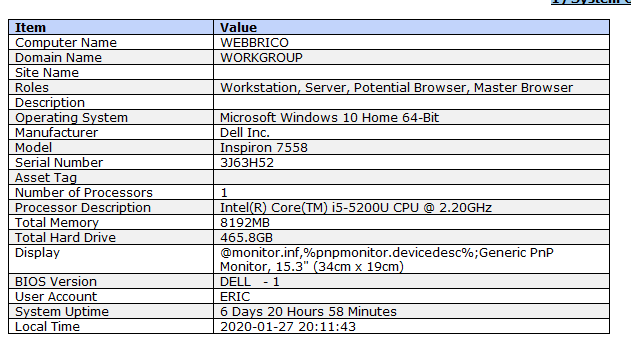 Item Value
Computer Name WEBBRICO
Domain Name WORKGROUP
Site Name
Roles Workstation, Server, Potential Browser, Master Browser
Description
Operating System Microsoft Windows 10 Home 64-Bit
Manufacturer Dell Inc.
Model Inspiron 7558
Serial Number 3J63H52
Asset Tag
Number of Processors 1
Processor Description Intel(R) Core(TM) i5-5200U CPU @ 2.20GHz
Total Memory 8192MB
Total Hard Drive 465.8GB
Display @monitor.inf,%pnpmonitor.devicedesc%;Generic PnP
Monitor, 15.3" (34cm x 19cm)
BIOS Version DELL - 1
User Account ERIC
System Uptime 6 Days 20 Hours 58 Minutes
Local Time 2020-01-27 20:11:43